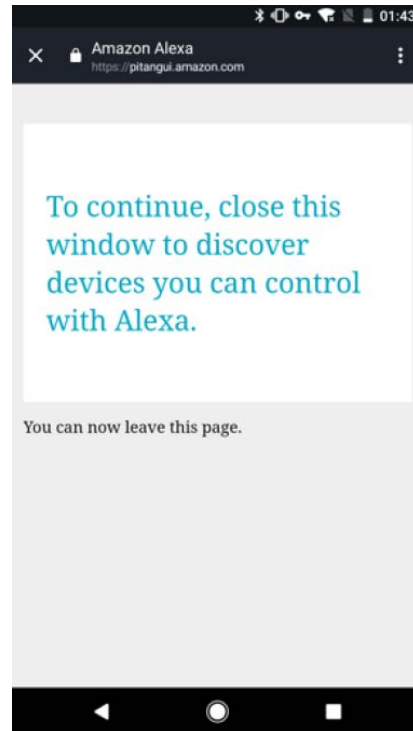 01:43
Amazon Alexa
https://pitangui.amazon.com
To continue, close this
window to discover
devices you can control
with Alexa.
You can now leave this page.